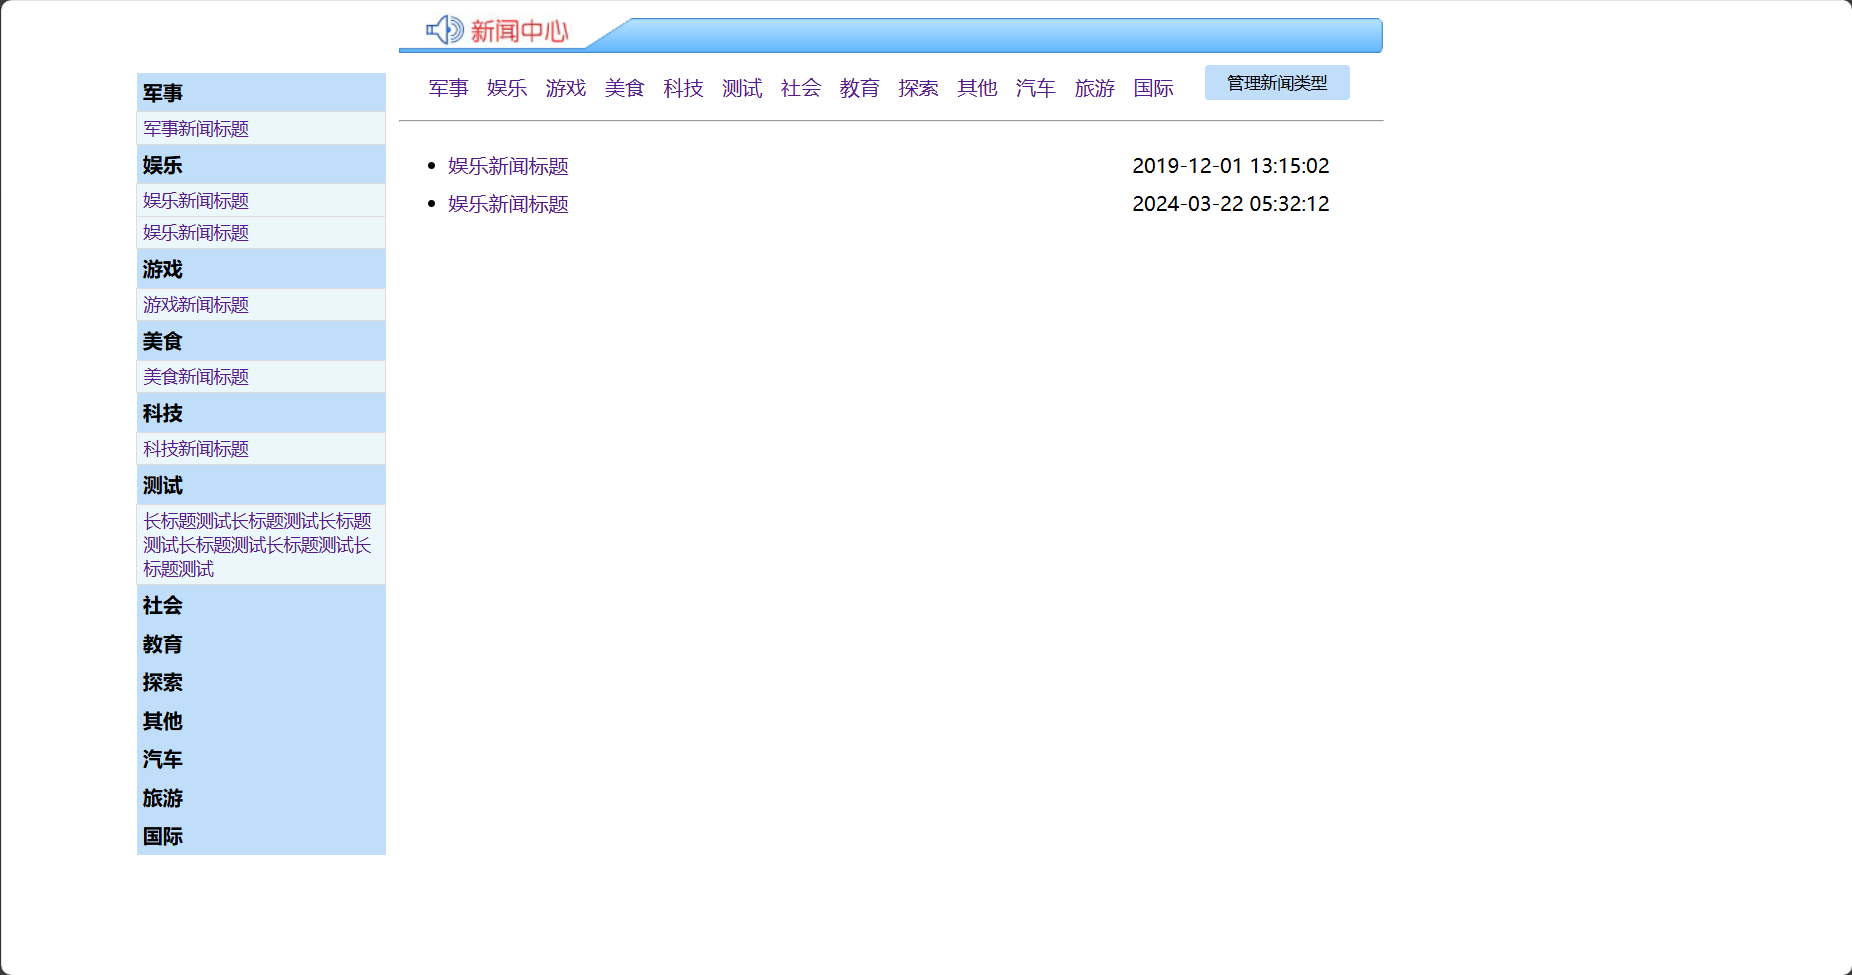 新闻中心
军事 娱乐 游戏 美食 科技 测试 社会 教育 探索 其他 汽车 旅游 国际 管理新闻类型
军事
军事新闻标题
娱乐
娱乐新闻标题
娱乐新闻标题
游戏
游戏新闻标题
美食
美食新闻标题
科技
科技新闻标题
测试
长标题测试长标题测试长标题
测试长标题测试长标题测试长
标题测试
社会
教育
探索
其他
汽车
旅游
国际
娱乐新闻标题 2019-12-01 13:15:02
娱乐新闻标题 2024-03-22 05:32:12